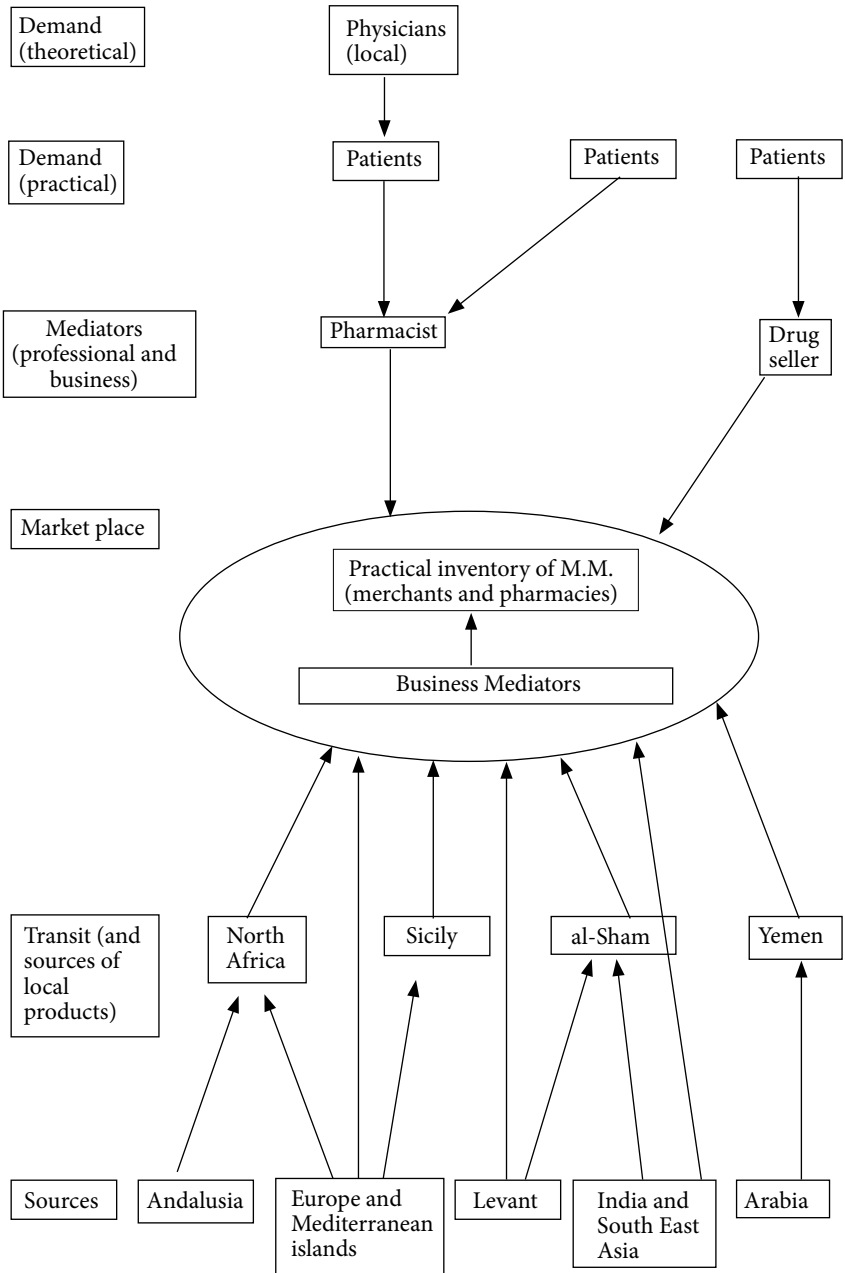 Demand
(theoretical)
Physicians
(local)
Demand
(practical)
Patients
Patients
Patients
Mediators
(professional and
business)
Pharmacist
Drug
seller
Market place
Practical inventory of M.M.
(merchants and pharmacies)
Business Mediators
Transit (and
sources of
local
products)
North
Africa
Sicily
al-Sham
Yemen
Sources
Andalusia
Europe and
Mediterranean
islands
Levant
India and
South East
Asia
Arabia